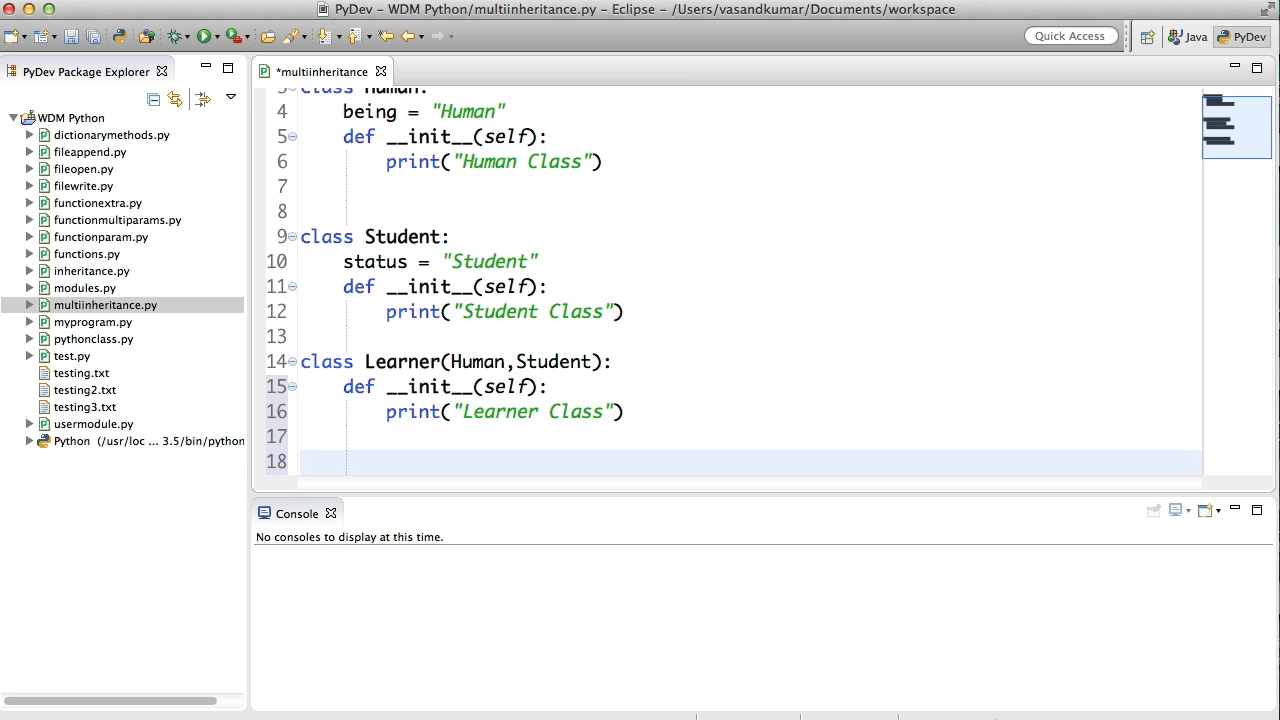 PyDev - WDM Python/multiinheritance.py - Eclipse - /Users/vasandkumar/Documents/workspace
Quick Access
Java
PyDev
PyDev Package Explorer
WDM Python
dictionarymethods.py
fileappend.py
fileopen.py
filewrite.py
functionextra.py
functionmultiparams.py
functionparam.py
functions.py
inheritance.py
modules.py
multiinheritance.py
myprogram.py
pythonclass.py
test.py
testing.txt
testing2.txt
testing3.txt
usermodule.py
Python (/usr/loc ... 3.5/bin/python
*multiinheritance
3 class Human:
4 being = "Human"
5 def __init__(self):
6 print("Human Class")
7
8
9 class Student:
10 status = "Student"
11 def __init__(self):
12 print("Student Class")
13
14 class Learner(Human,Student):
15 def __init__(self):
16 print("Learner Class")
17
18
Console
No consoles to display at this time.